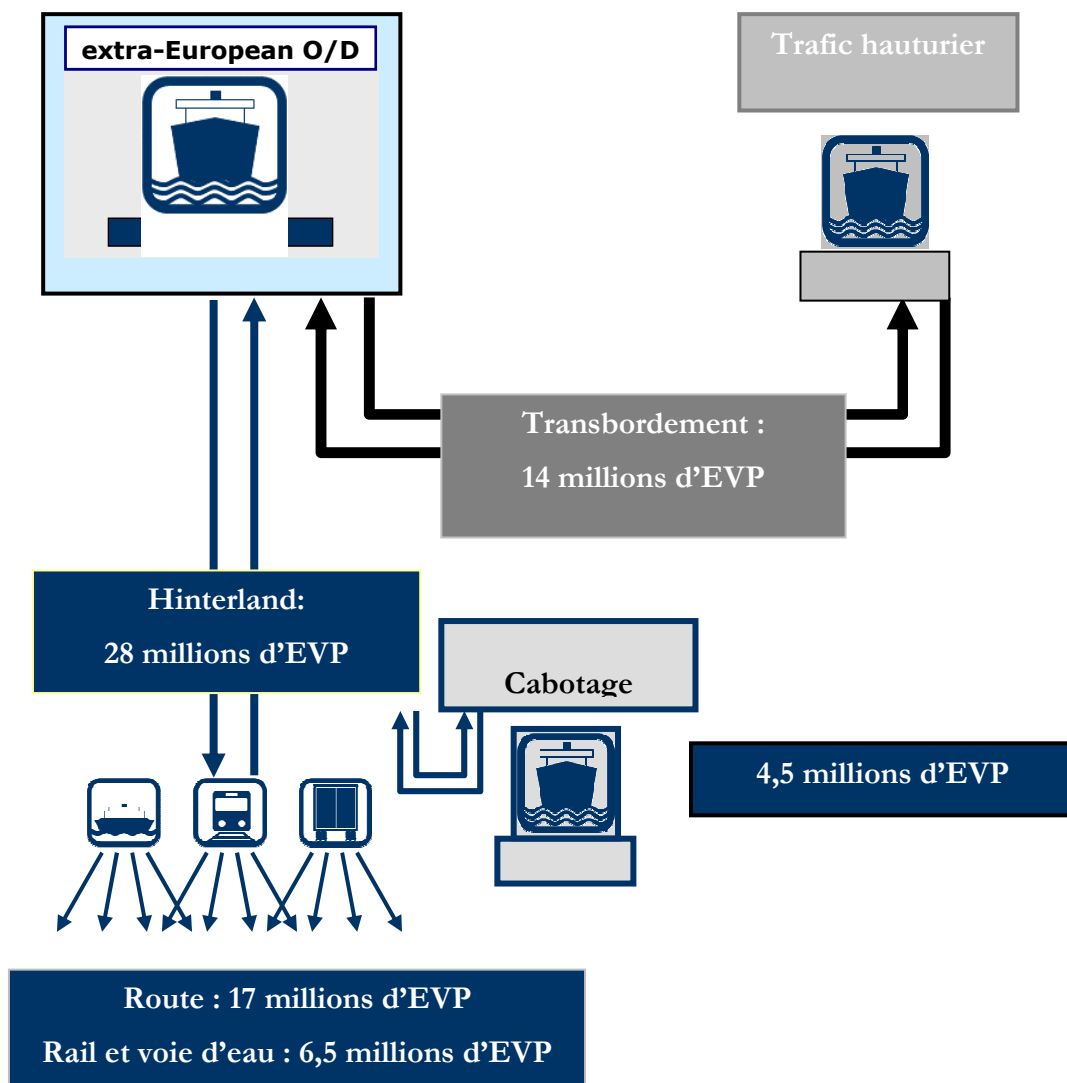 extra-European O/D
Trafic hauturier
Transbordement :
14 millions d’EVP
Hinterland:
28 millions d’EVP
Cabotage
4,5 millions d’EVP
Route : 17 millions d’EVP
Rail et voie d’eau : 6,5 millions d’EVP